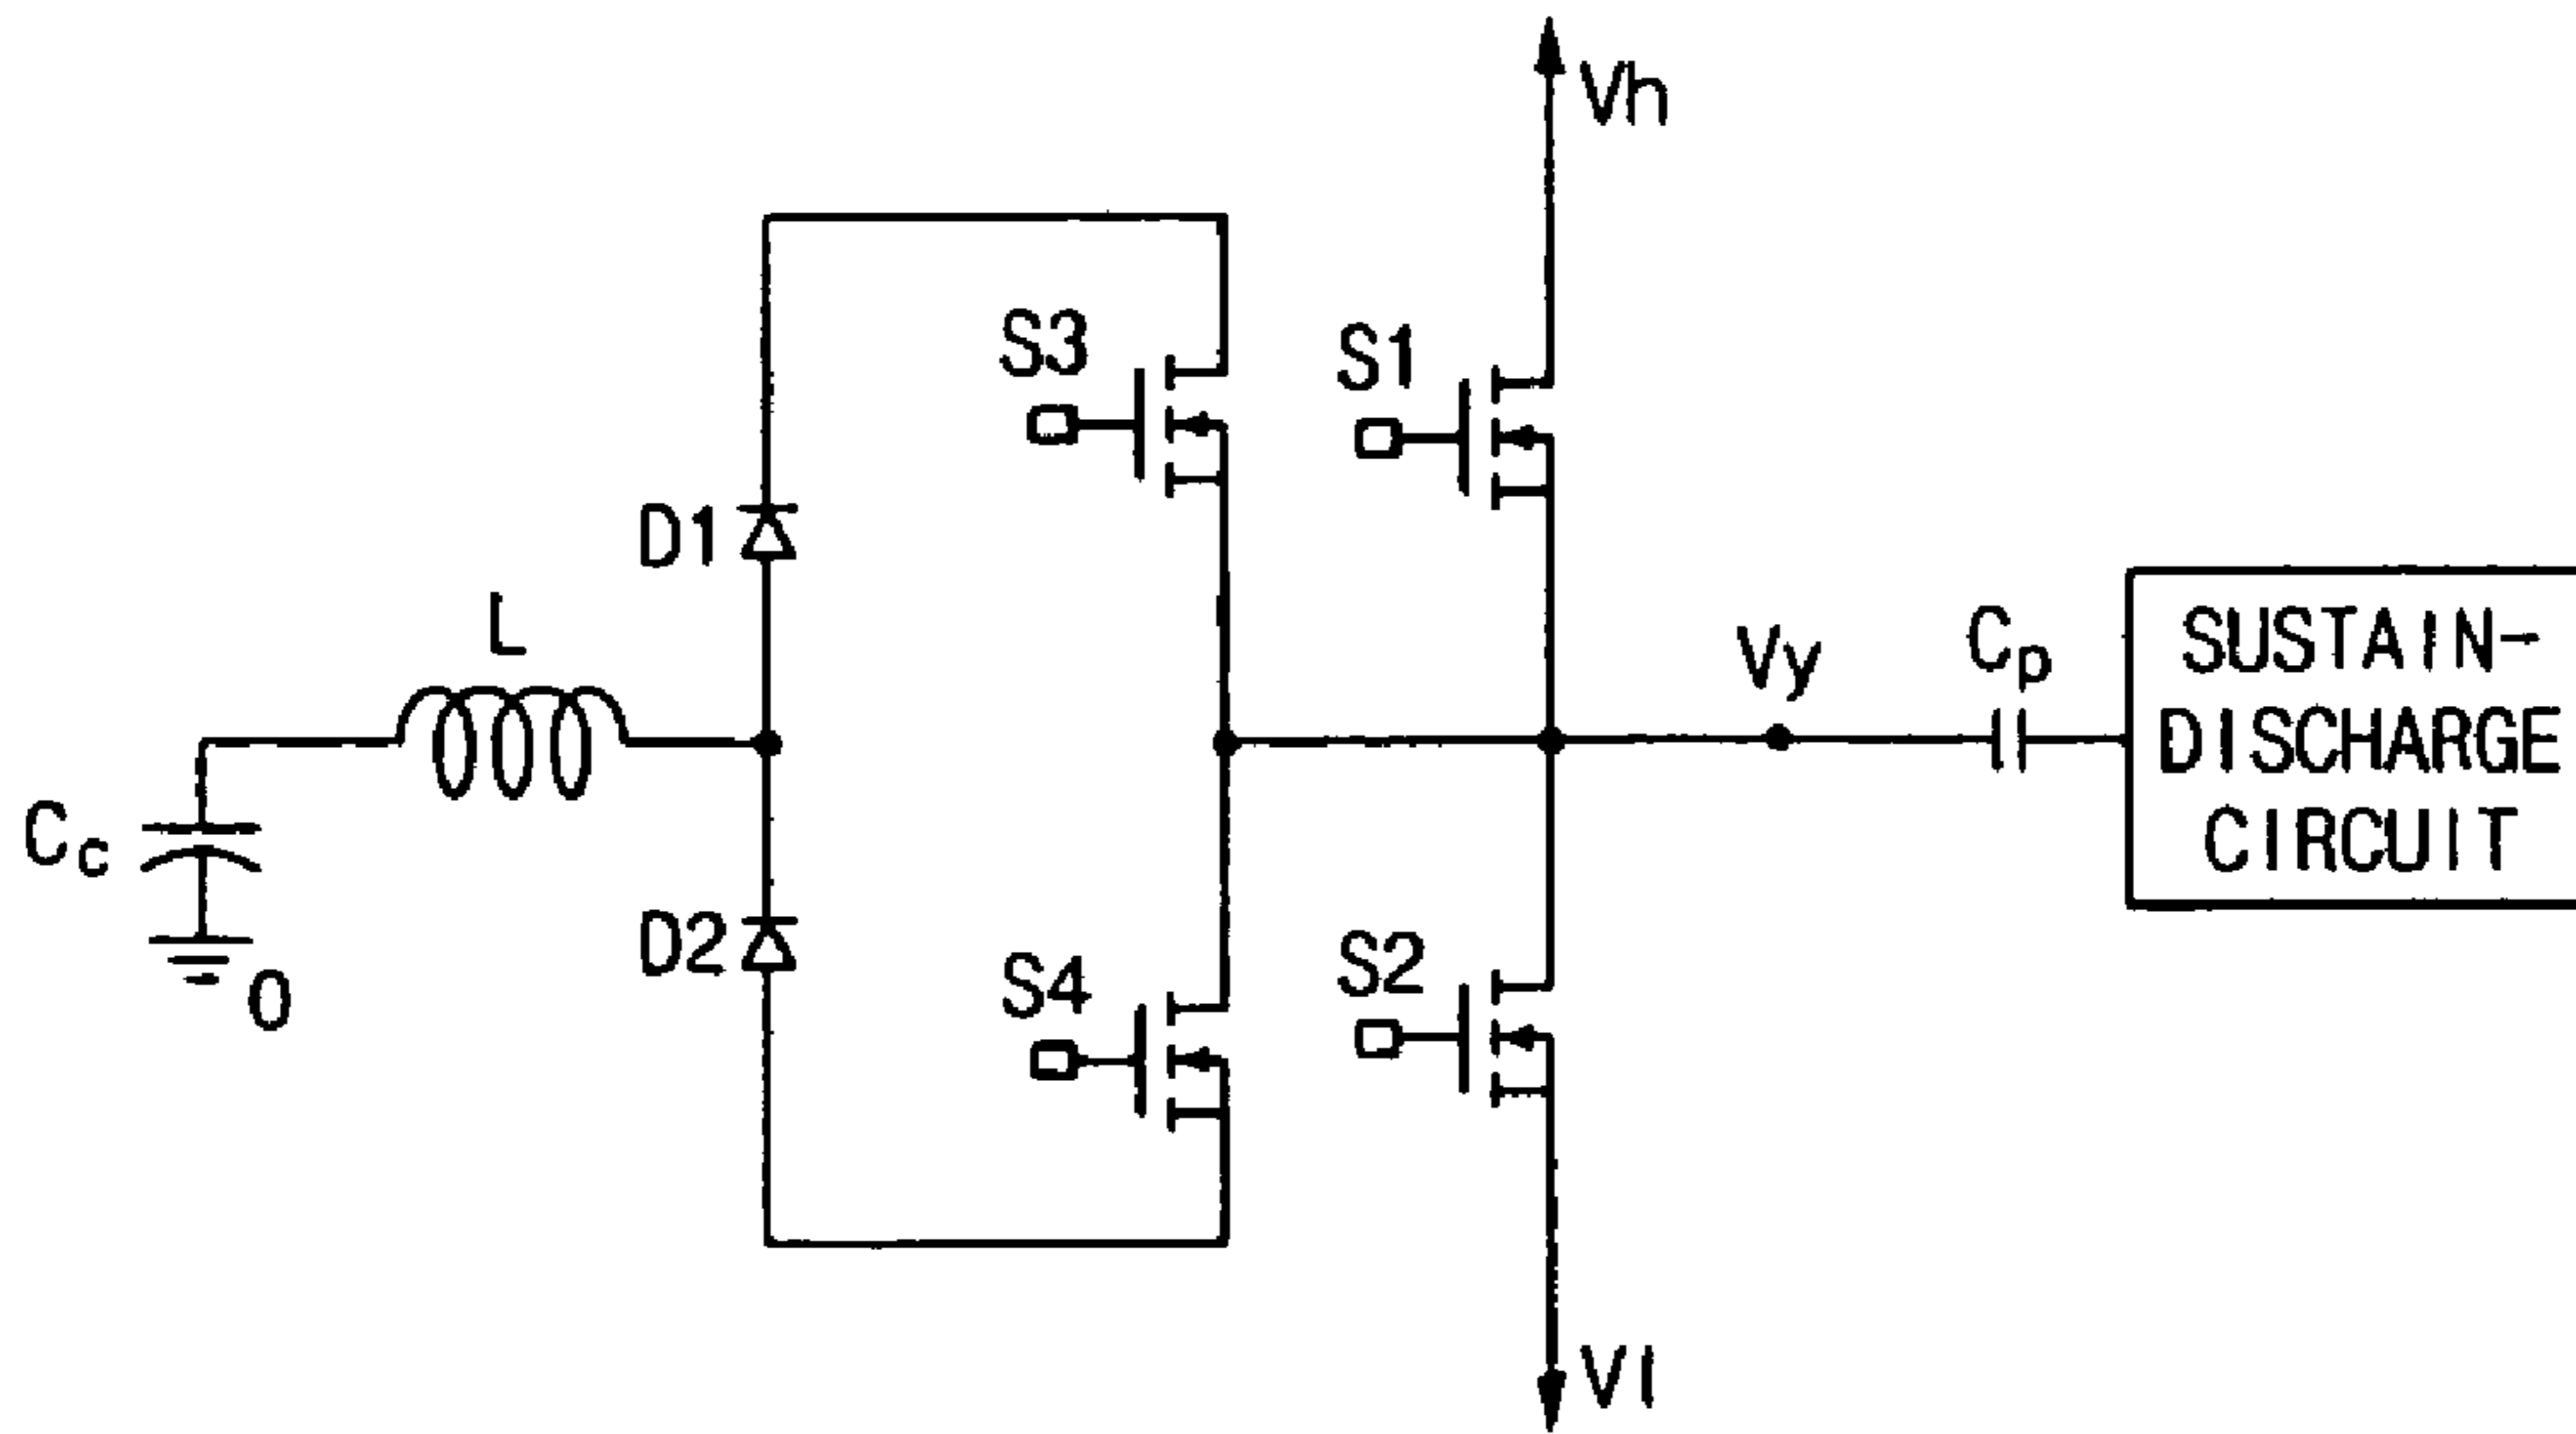 Vh
S3
S1
D1
L
Vy
Cp
SUSTAIN-
DISCHARGE
CIRCUIT
Cc
0
D2
S4
S2
Vl